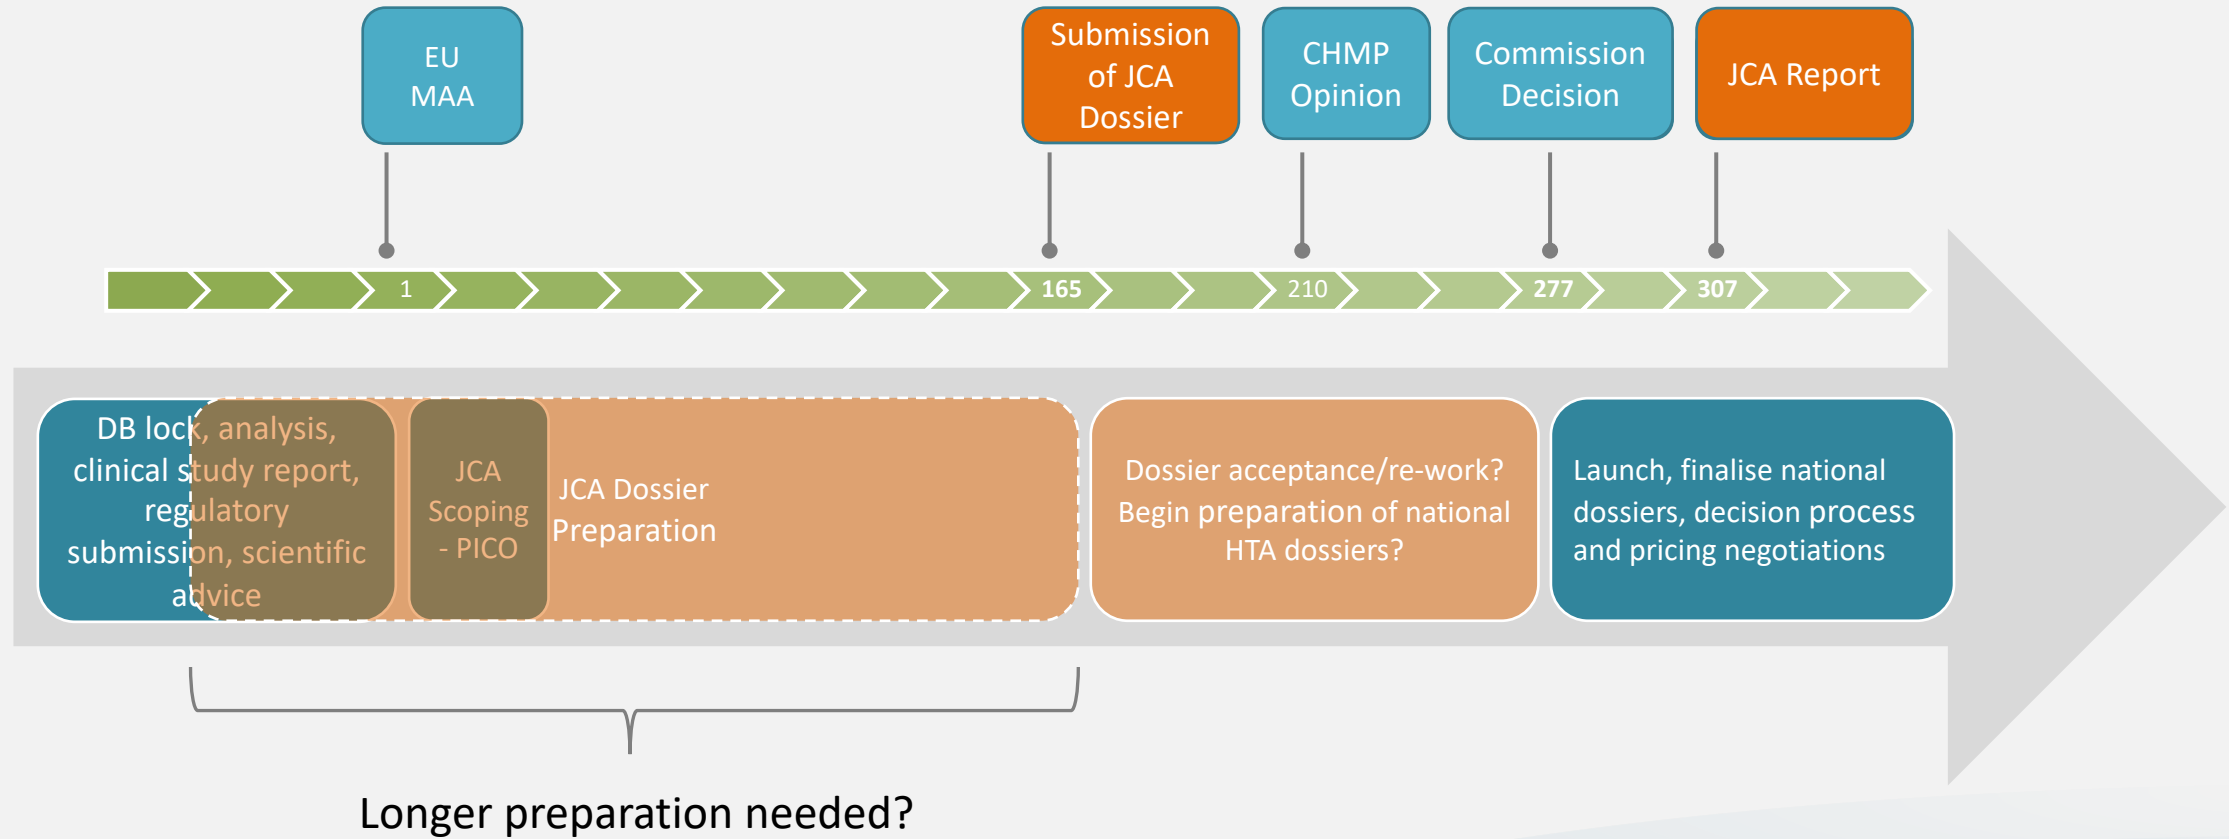 EU
MAA
Submission
of JCA
Dossier
CHMP
Opinion
Commission
Decision
JCA Report
1
165
210
277
307
DB lock, analysis,
clinical study report,
regulatory
submission, scientific
advice
JCA
Scoping
- PICO
JCA Dossier
Preparation
Dossier acceptance/re-work?
Begin preparation of national
HTA dossiers?
Launch, finalise national
dossiers, decision process
and pricing negotiations
Longer preparation needed?